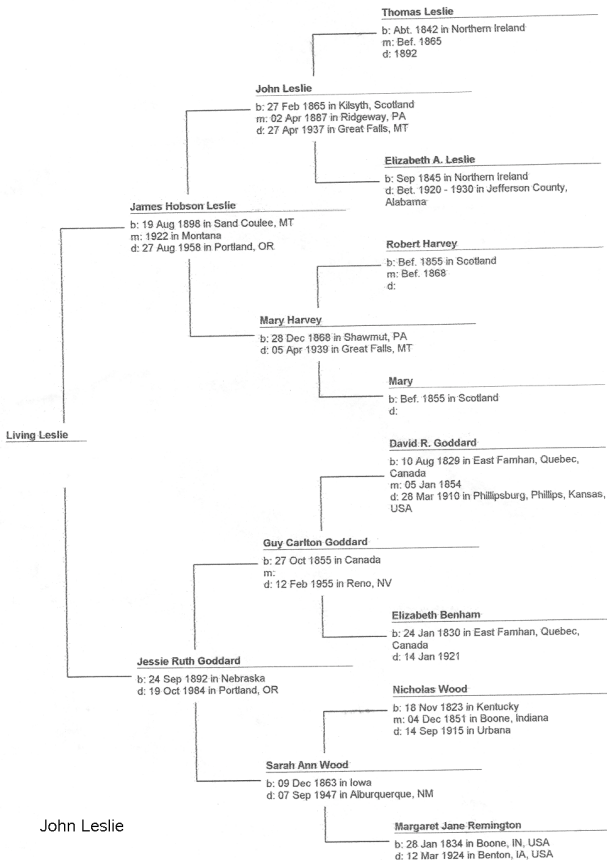 Thomas Leslie
b: Abt. 1842 in Northern Ireland
m: Bef. 1865
d: 1892
John Leslie
b: 27 Feb 1865 in Kilsyth, Scotland
m: 02 Apr 1887 in Ridgeway, PA
d: 27 Apr 1937 in Great Falls, MT
Elizabeth A. Leslie
b: Sep 1845 in Northern Ireland
d: Bet. 1920 - 1930 in Jefferson County,
Alabama
James Hobson Leslie
b: 19 Aug 1898 in Sand Coulee, MT
m: 1922 in Montana
d: 27 Aug 1958 in Portland, OR
Robert Harvey
b: Bef. 1855 in Scotland
m: Bef. 1868
d:
Mary Harvey
b: 28 Dec 1868 in Shawmut, PA
d: 05 Apr 1939 in Great Falls, MT
Mary
b: Bef. 1855 in Scotland
d:
Living Leslie
David R. Goddard
b: 10 Aug 1829 in East Famhan, Quebec,
Canada
m: 05 Jan 1854
d: 28 Mar 1910 in Phillipsburg, Phillips, Kansas,
USA
Guy Carlton Goddard
b: 27 Oct 1855 in Canada
m:
d: 12 Feb 1955 in Reno, NV
Elizabeth Benham
b: 24 Jan 1830 in East Famhan, Quebec,
Canada
d: 14 Jan 1921
Jessie Ruth Goddard
b: 24 Sep 1892 in Nebraska
d: 19 Oct 1984 in Portland, OR
Nicholas Wood
b: 18 Nov 1823 in Kentucky
m: 04 Dec 1851 in Boone, Indiana
d: 14 Sep 1915 in Urbana
Sarah Ann Wood
b: 09 Dec 1863 in Iowa
d: 07 Sep 1947 in Alburquerque, NM
Margaret Jane Remington
b: 28 Jan 1834 in Boone, IN, USA
d: 12 Mar 1924 in Benton, IA, USA
John Leslie